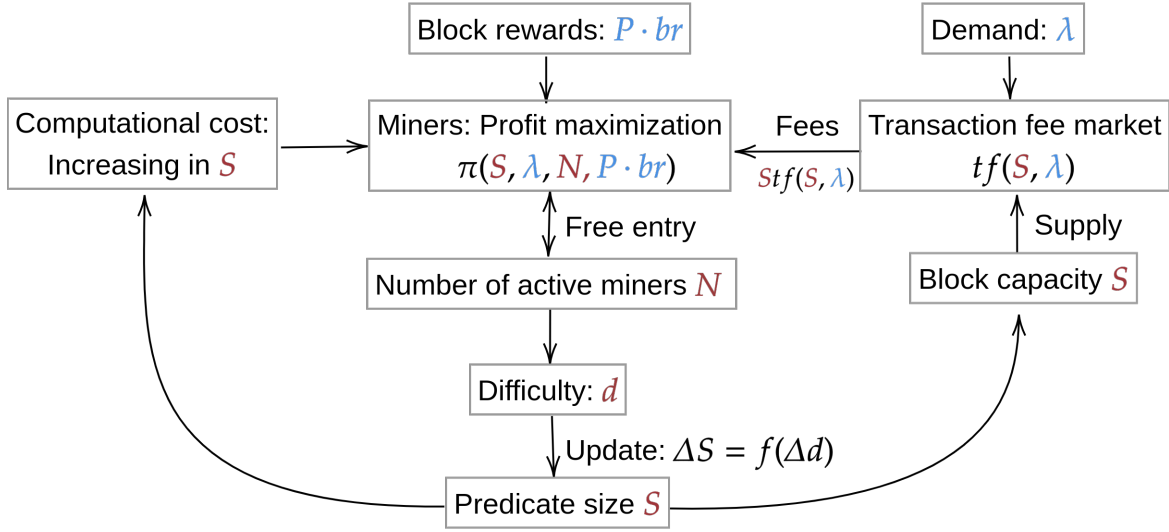 Block rewards: P · br
Demand: λ
Computational cost:
Increasing in S
Miners: Profit maximization
π(S, λ, N, P · br)
Fees
Stf(S, λ)
Transaction fee market
tf(S, λ)
Free entry
Supply
Number of active miners N
Block capacity S
Difficulty: d
Update: ΔS = f(Δd)
Predicate size S